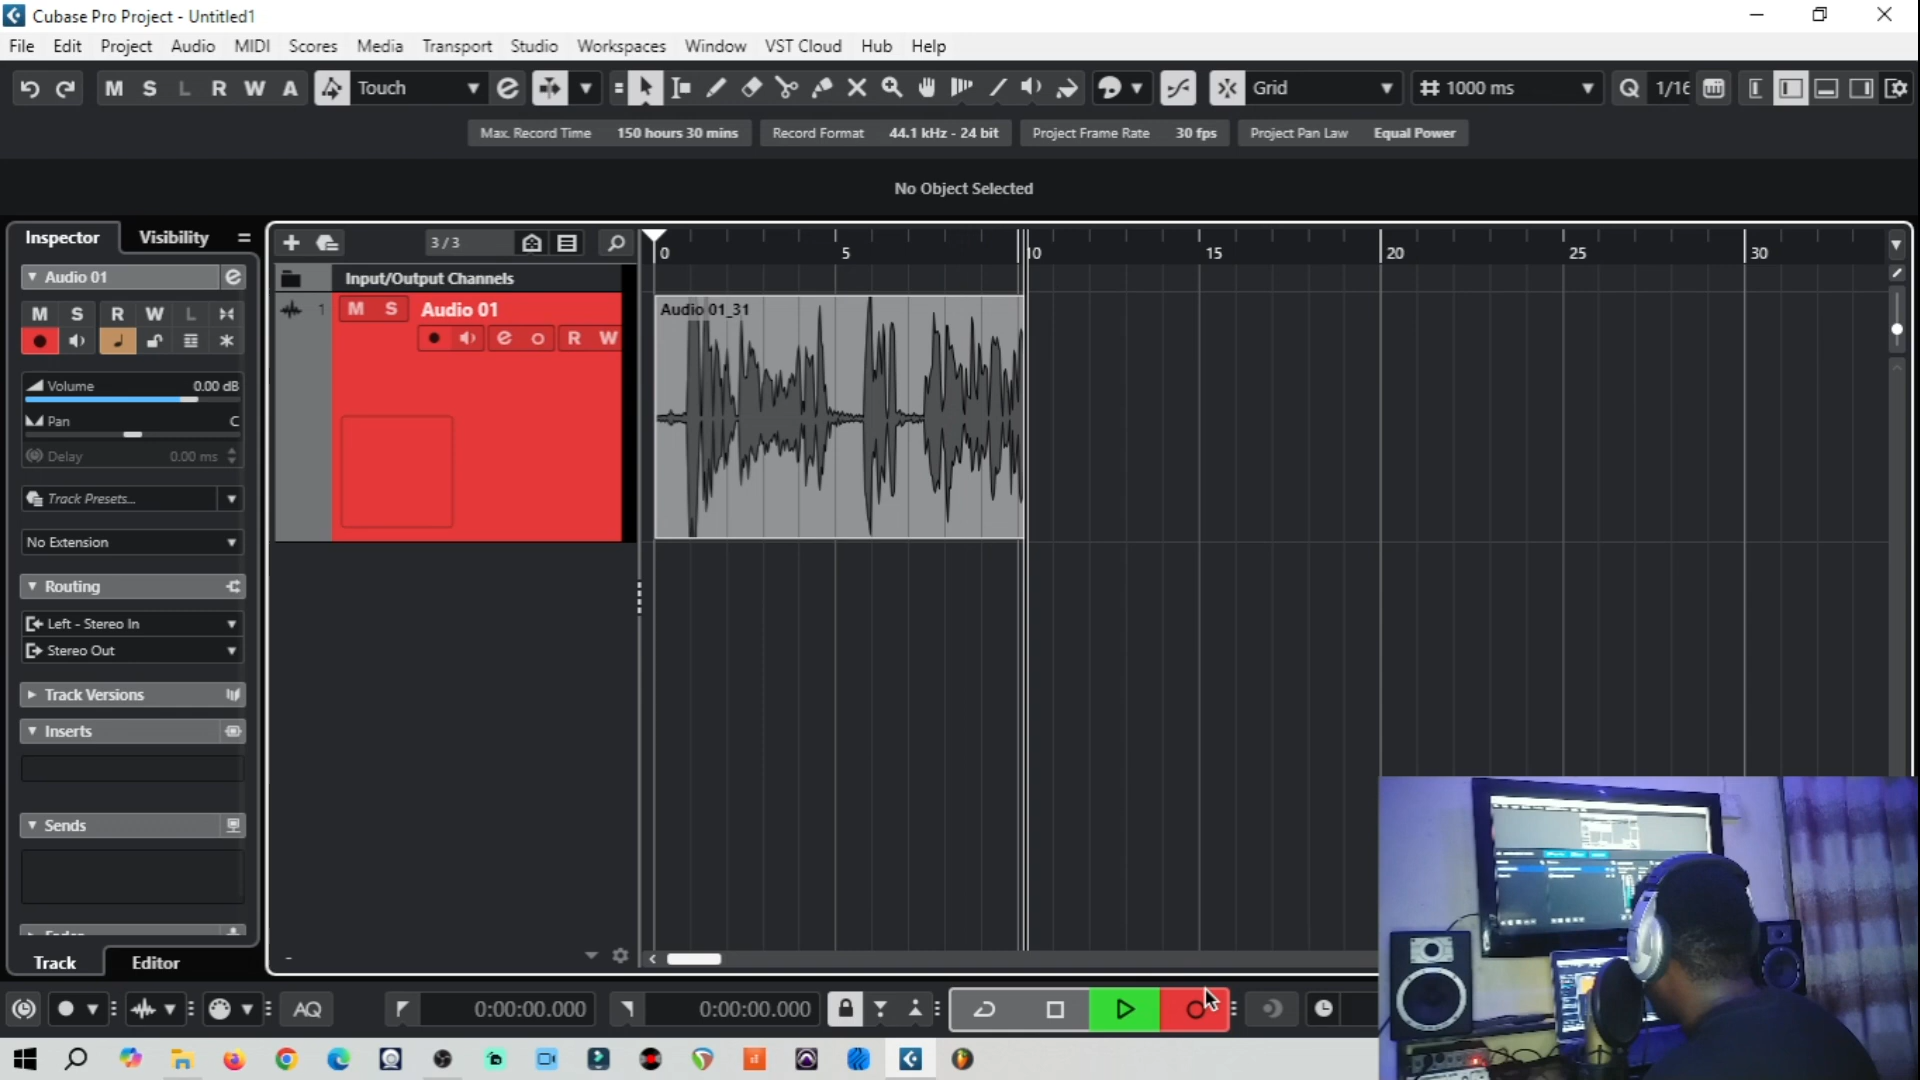 Cubase Pro Project - Untitled1
File Edit Project Audio MIDI Scores Media Transport Studio Workspaces Window VST Cloud Hub Help
M S L R W A Touch Grid 1000 ms Q 1/16
Max. Record Time 150 hours 30 mins Record Format 44.1 kHz - 24 bit Project Frame Rate 30 fps Project Pan Law Equal Power
No Object Selected
Inspector Visibility
3 / 3
0 5 10 15 20 25 30
Audio 01
Input/Output Channels
M S R W L
1 M S Audio 01
R W
Audio 01_31
Volume 0.00 dB
Pan C
Delay 0.00 ms
Track Presets...
No Extension
Routing
Left - Stereo In
Stereo Out
Track Versions
Inserts
Sends
Track Editor
AQ 0:00:00.000 0:00:00.000